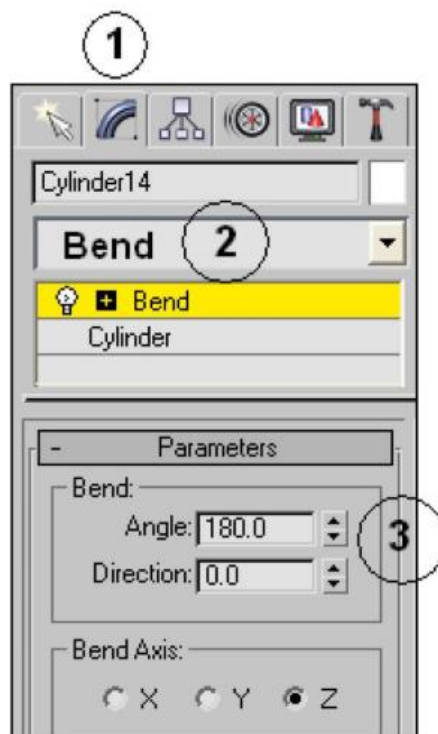 1
Cylinder14
Bend 2
+ Bend
Cylinder
- Parameters
Bend:
Angle: 180.0
3
Direction: 0.0
Bend Axis:
X Y Z